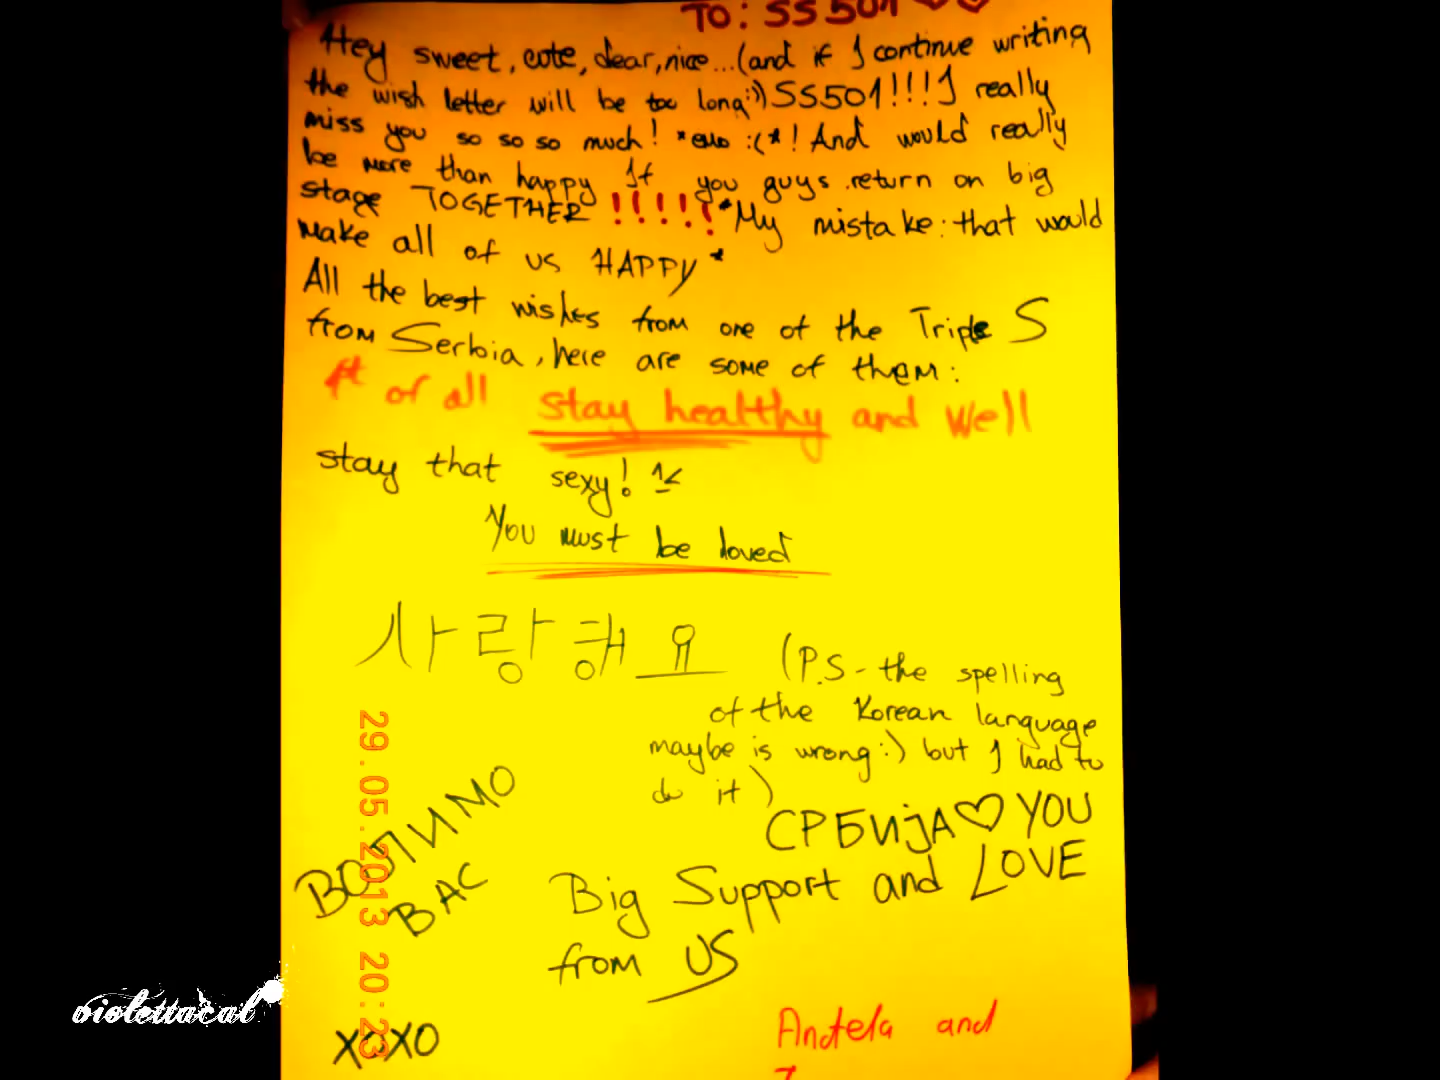 TO: SS501 ♡♡
Hey sweet, cute, dear, nice...(and if I continue writing
the wish letter will be too long:)) SS501!!! I really
miss you so so so much! *emo :(*! And would really
be more than happy If you guys return on big
stage TOGETHER !!!!! *My mistake: that would
make all of us HAPPY*
All the best wishes from one of the Triple S
from Serbia, here are some of them:
of all stay healthy and well
stay that sexy!
You must be loved
사랑해요
(P.S - the spelling
of the Korean language
maybe is wrong:) but I had to
do it)
СРБИЈА♡YOU
ВОЛИМО
ВАС
Big Support and LOVE
from US
29.05.2013 20:23
violettacal
XOXO
Anđela and